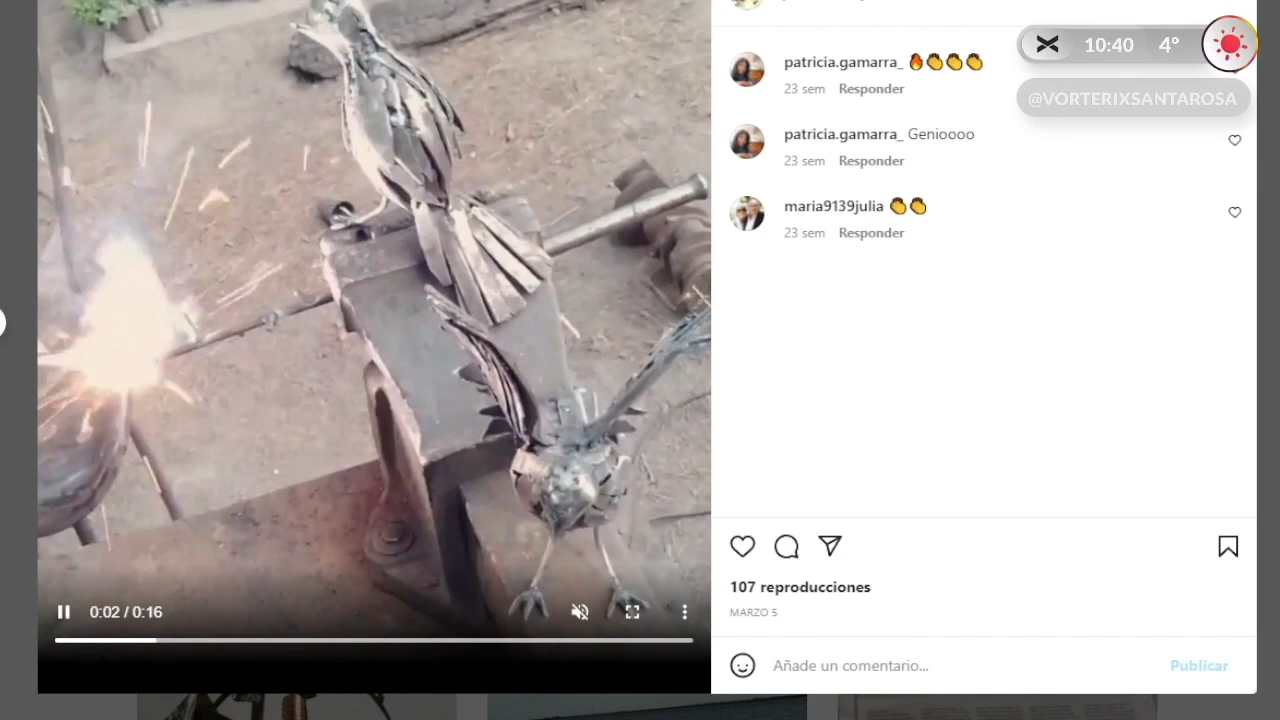 patricia.gamarra_ 🔥👏👏👏
23 sem Responder
patricia.gamarra_ Genioooo
23 sem Responder
maria9139julia 👏👏
23 sem Responder
10:40 4°
@VORTERIXSANTAROSA
0:02 / 0:16
107 reproducciones
MARZO 5
Añade un comentario...
Publicar